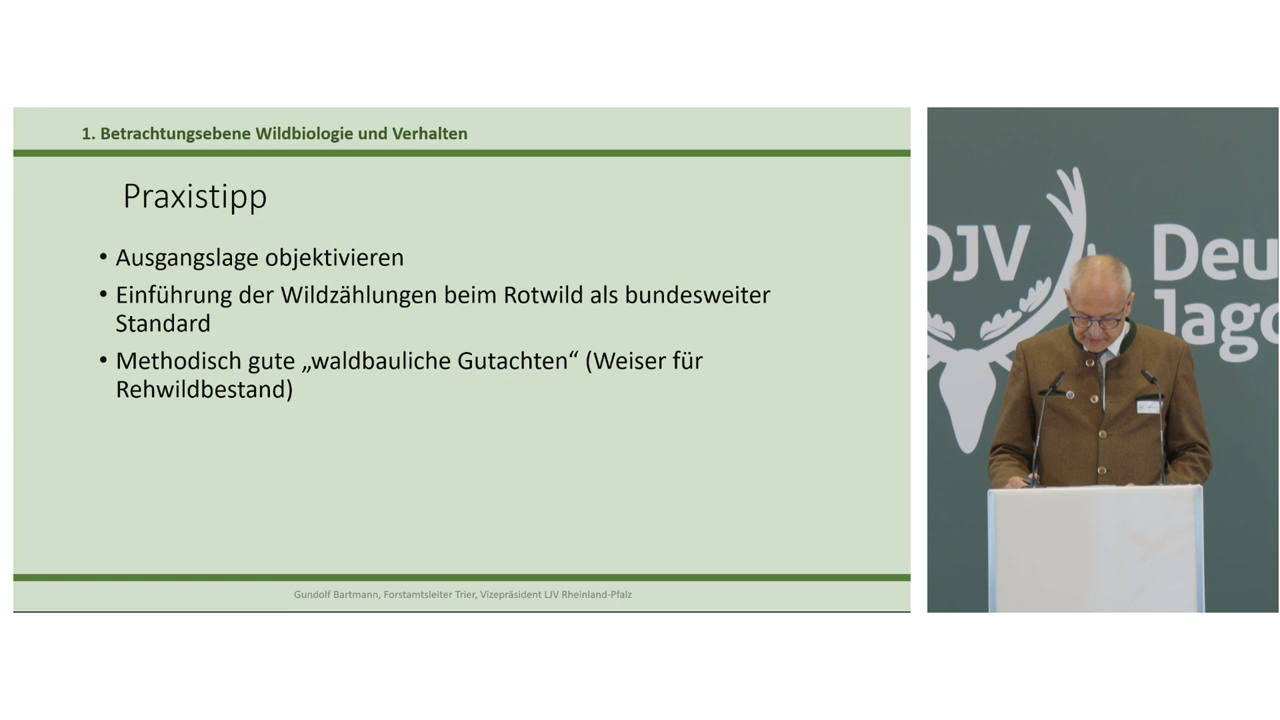 1. Betrachtungsebene Wildbiologie und Verhalten
Praxistipp
• Ausgangslage objektivieren
• Einführung der Wildzählungen beim Rotwild als bundesweiter
Standard
• Methodisch gute „waldbauliche Gutachten“ (Weiser für
Rehwildbestand)
Gundolf Bartmann, Forstamtsleiter Trier, Vizepräsident LJV Rheinland-Pfalz
DJV
Deu
Jagd